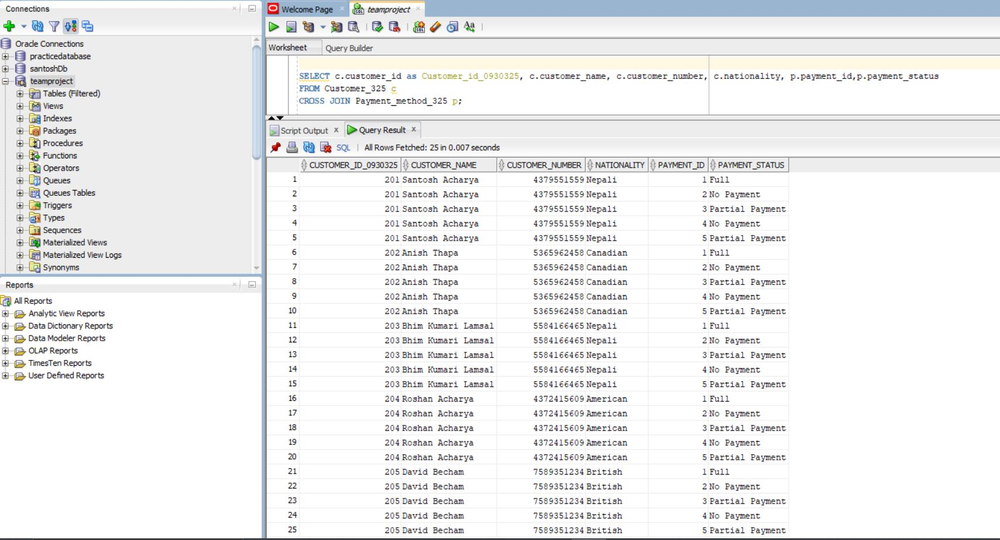 Connections
Oracle Connections
practicedatabase
santoshDb
teamproject
Tables (Filtered)
Views
Indexes
Packages
Procedures
Functions
Operators
Queues
Queues Tables
Triggers
Types
Sequences
Materialized Views
Materialized View Logs
Synonyms
Reports
All Reports
Analytic View Reports
Data Dictionary Reports
Data Modeler Reports
OLAP Reports
TimesTen Reports
User Defined Reports
Welcome Page teamproject
Worksheet Query Builder
SELECT c.customer_id as Customer_id_0930325, c.customer_name, c.customer_number, c.nationality, p.payment_id,p.payment_status
FROM Customer_325 c
CROSS JOIN Payment_method_325 p;
Script Output x Query Result x
SQL All Rows Fetched: 25 in 0.007 seconds
CUSTOMER_ID_0930325 CUSTOMER_NAME CUSTOMER_NUMBER NATIONALITY PAYMENT_ID PAYMENT_STATUS
1 201 Santosh Acharya 4379551559 Nepali 1 Full
2 201 Santosh Acharya 4379551559 Nepali 2 No Payment
3 201 Santosh Acharya 4379551559 Nepali 3 Partial Payment
4 201 Santosh Acharya 4379551559 Nepali 4 No Payment
5 201 Santosh Acharya 4379551559 Nepali 5 Partial Payment
6 202 Anish Thapa 5365962458 Canadian 1 Full
7 202 Anish Thapa 5365962458 Canadian 2 No Payment
8 202 Anish Thapa 5365962458 Canadian 3 Partial Payment
9 202 Anish Thapa 5365962458 Canadian 4 No Payment
10 202 Anish Thapa 5365962458 Canadian 5 Partial Payment
11 203 Bhim Kumari Lamsal 5584166465 Nepali 1 Full
12 203 Bhim Kumari Lamsal 5584166465 Nepali 2 No Payment
13 203 Bhim Kumari Lamsal 5584166465 Nepali 3 Partial Payment
14 203 Bhim Kumari Lamsal 5584166465 Nepali 4 No Payment
15 203 Bhim Kumari Lamsal 5584166465 Nepali 5 Partial Payment
16 204 Roshan Acharya 4372415609 American 1 Full
17 204 Roshan Acharya 4372415609 American 2 No Payment
18 204 Roshan Acharya 4372415609 American 3 Partial Payment
19 204 Roshan Acharya 4372415609 American 4 No Payment
20 204 Roshan Acharya 4372415609 American 5 Partial Payment
21 205 David Becham 7589351234 British 1 Full
22 205 David Becham 7589351234 British 2 No Payment
23 205 David Becham 7589351234 British 3 Partial Payment
24 205 David Becham 7589351234 British 4 No Payment
25 205 David Becham 7589351234 British 5 Partial Payment